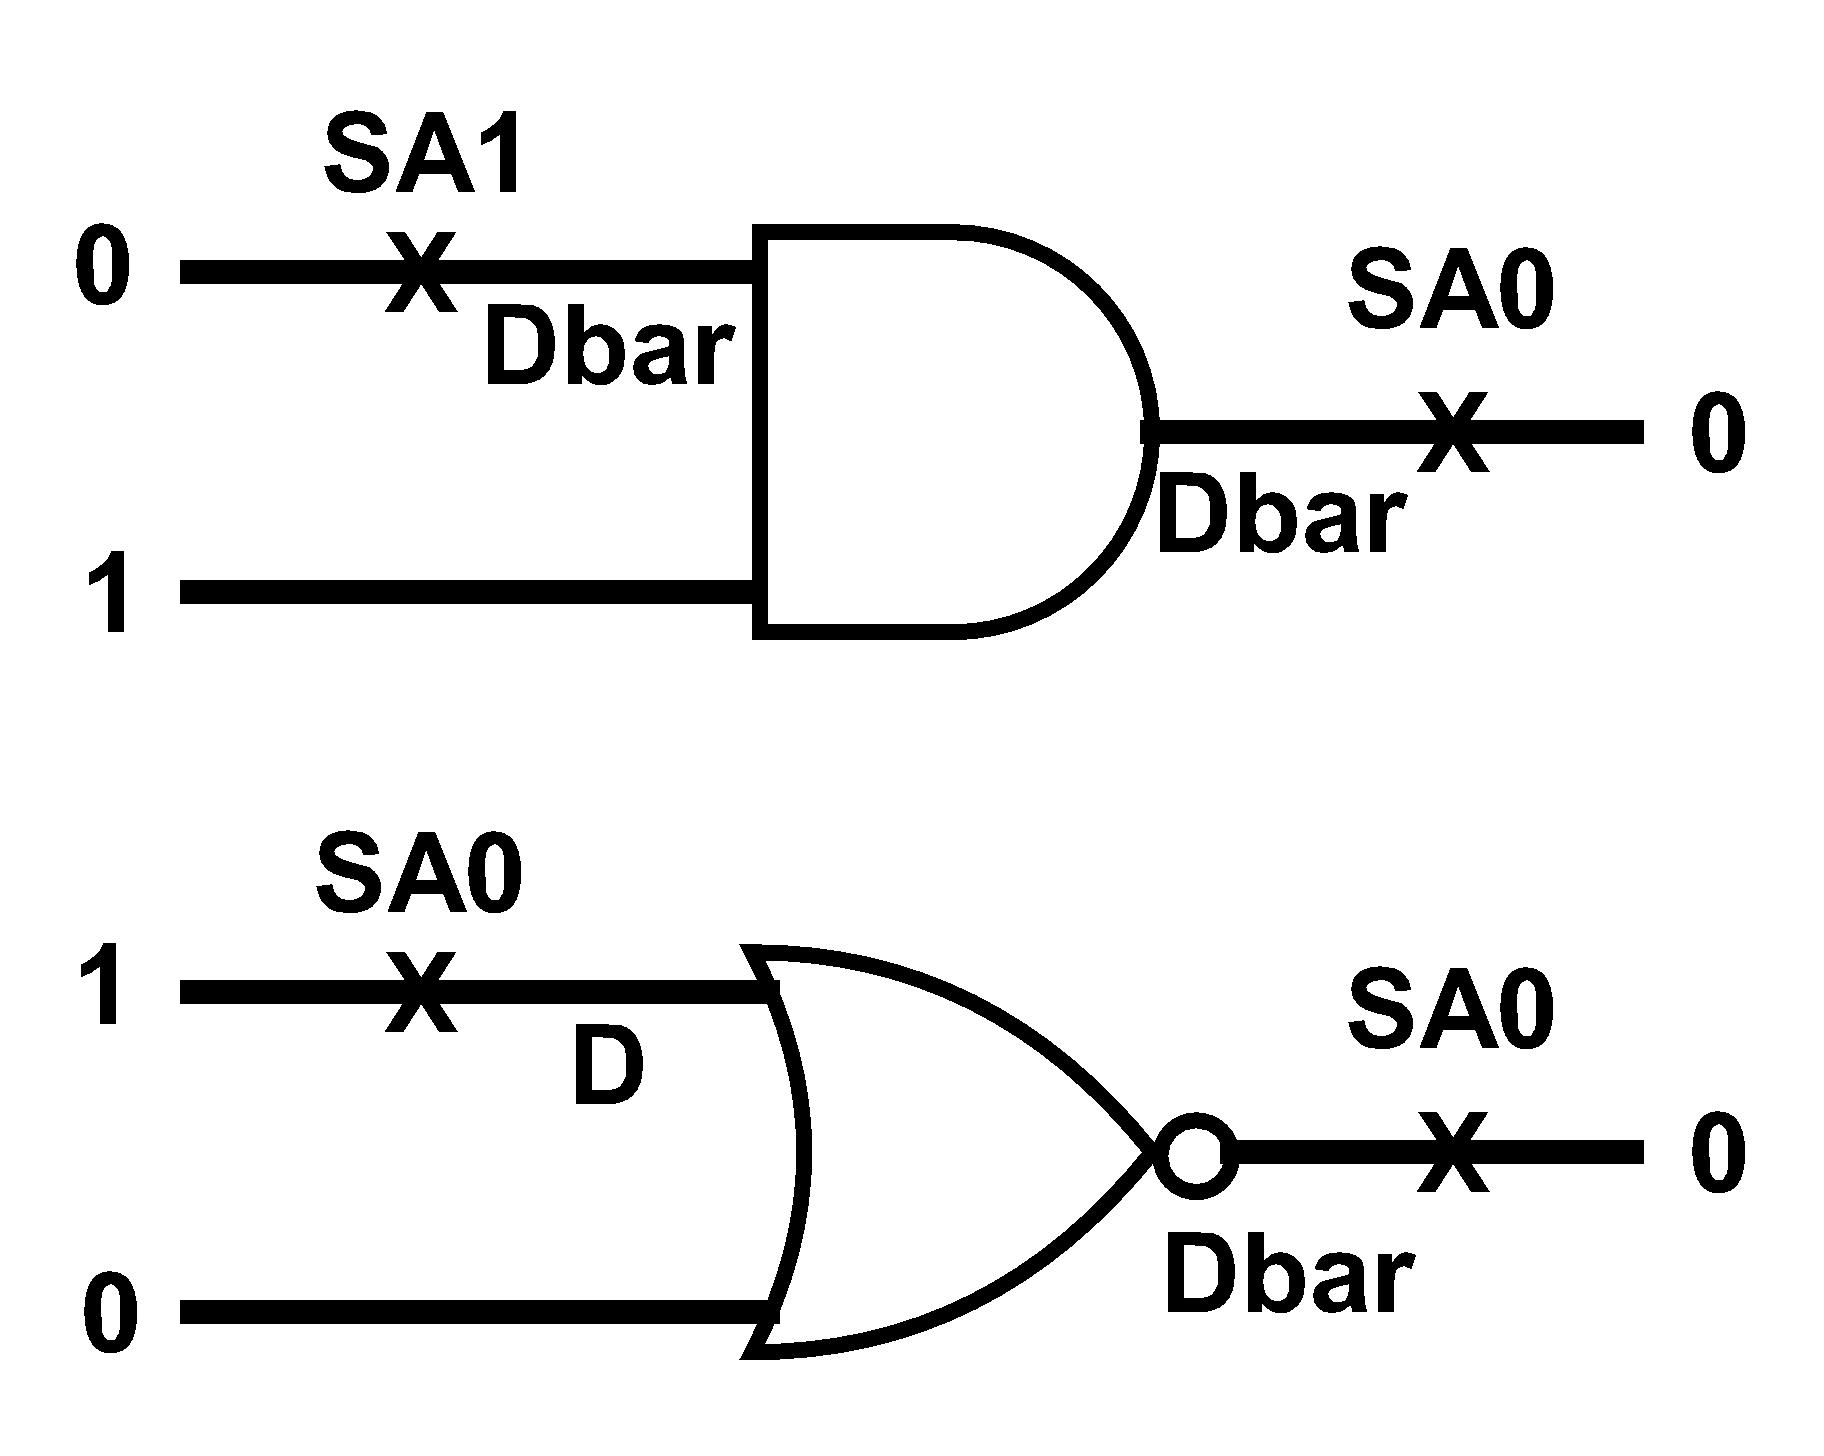 SA1
0 X SA0
Dbar X 0
Dbar
1
SA0
1 X SA0
D
X 0
Dbar
0